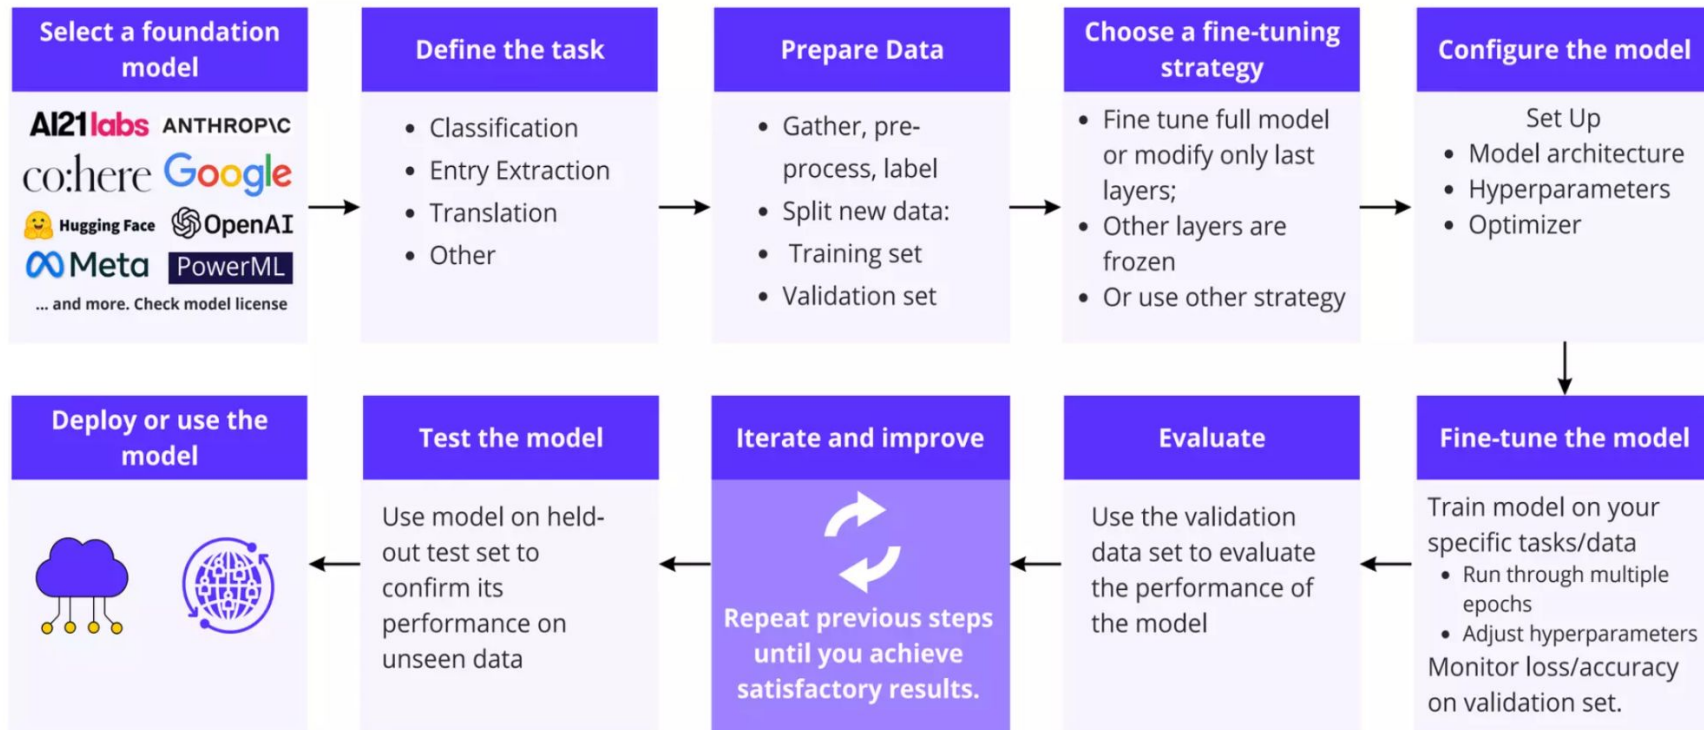 Select a foundation
model
AI21labs ANTHROP\C
co:here Google
Hugging Face OpenAI
Meta PowerML
... and more. Check model license
Define the task
• Classification
• Entry Extraction
• Translation
• Other
Prepare Data
• Gather, pre-
process, label
• Split new data:
• Training set
• Validation set
Choose a fine-tuning
strategy
• Fine tune full model
or modify only last
layers;
• Other layers are
frozen
• Or use other strategy
Configure the model
Set Up
• Model architecture
• Hyperparameters
• Optimizer
Fine-tune the model
Train model on your
specific tasks/data
• Run through multiple
epochs
• Adjust hyperparameters
Monitor loss/accuracy
on validation set.
Evaluate
Use the validation
data set to evaluate
the performance of
the model
Iterate and improve
Repeat previous steps
until you achieve
satisfactory results.
Test the model
Use model on held-
out test set to
confirm its
performance on
unseen data
Deploy or use the
model